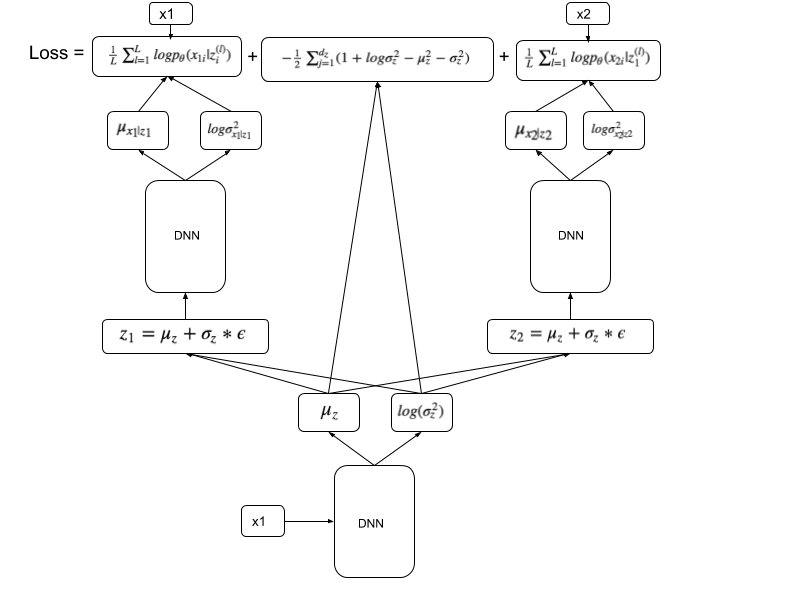 x1
x2
Loss = $\frac{1}{L}\sum_{l=1}^{L} logp_\theta(x_{1i}|z_i^{(l)})$ + $-\frac{1}{2}\sum_{j=1}^{d_z}(1 + log\sigma_z^2 - \mu_z^2 - \sigma_z^2)$ + $\frac{1}{L}\sum_{l=1}^{L} logp_\theta(x_{2i}|z_1^{(l)})$
$\mu_{x1|z1}$ $log\sigma^2_{x1|z1}$ $\mu_{x2|z2}$ $log\sigma^2_{x2|z2}$
DNN DNN
$z_1 = \mu_z + \sigma_z * \epsilon$ $z_2 = \mu_z + \sigma_z * \epsilon$
$\mu_z$ $log(\sigma_z^2)$
x1 DNN